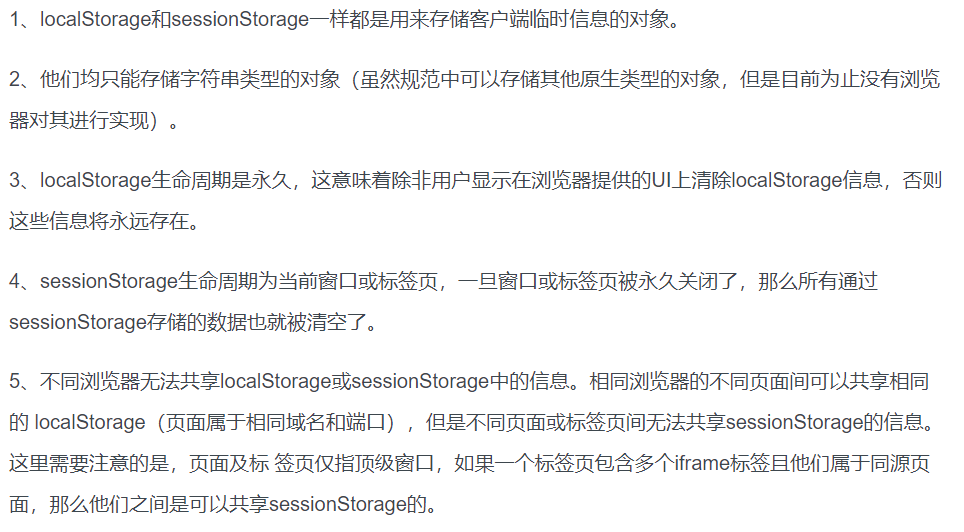 1、localStorage和sessionStorage一样都是用来存储客户端临时信息的对象。
2、他们均只能存储字符串类型的对象（虽然规范中可以存储其他原生类型的对象，但是目前为止没有浏览
器对其进行实现）。
3、localStorage生命周期是永久，这意味着除非用户显示在浏览器提供的UI上清除localStorage信息，否则
这些信息将永远存在。
4、sessionStorage生命周期为当前窗口或标签页，一旦窗口或标签页被永久关闭了，那么所有通过
sessionStorage存储的数据也就被清空了。
5、不同浏览器无法共享localStorage或sessionStorage中的信息。相同浏览器的不同页面间可以共享相同
的 localStorage（页面属于相同域名和端口），但是不同页面或标签页间无法共享sessionStorage的信息。
这里需要注意的是，页面及标 签页仅指顶级窗口，如果一个标签页包含多个iframe标签且他们属于同源页
面，那么他们之间是可以共享sessionStorage的。